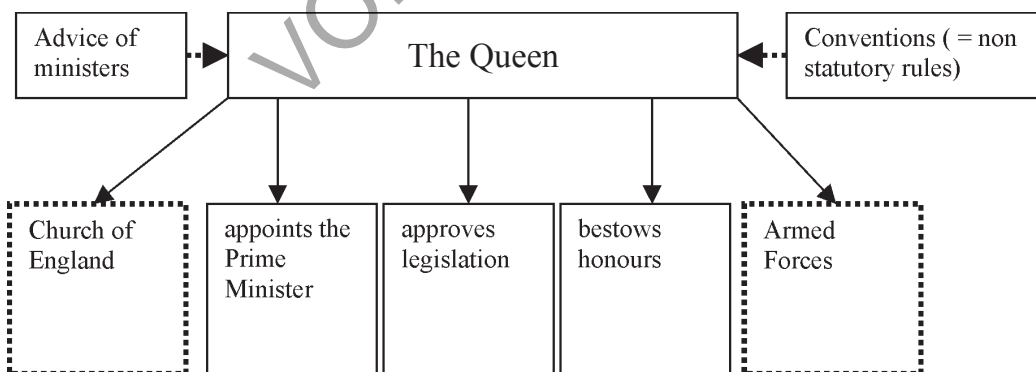 Advice of
ministers
The Queen
Conventions ( = non
statutory rules)
Church of
England
appoints the
Prime
Minister
approves
legislation
bestows
honours
Armed
Forces